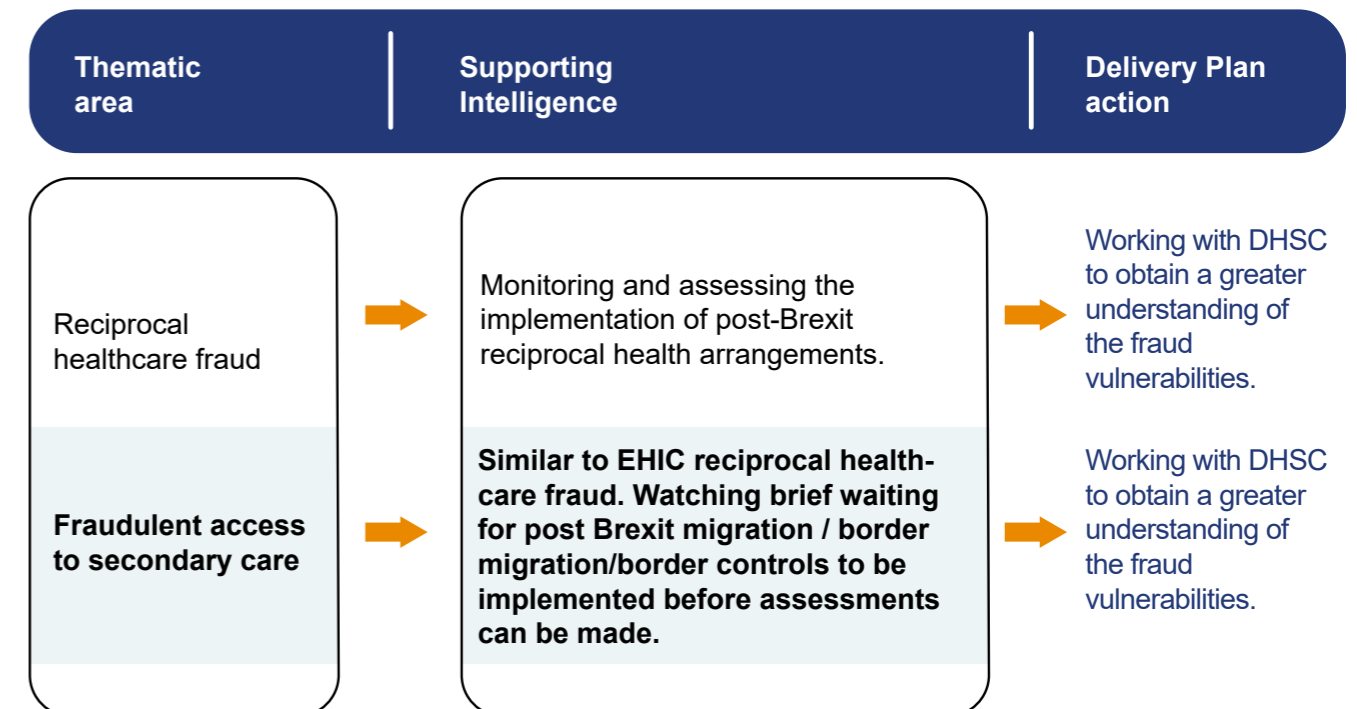 Thematic
area
Supporting
Intelligence
Delivery Plan
action
Reciprocal
healthcare fraud
Monitoring and assessing the
implementation of post-Brexit
reciprocal health arrangements.
Working with DHSC
to obtain a greater
understanding of
the fraud
vulnerabilities.
Fraudulent access
to secondary care
Similar to EHIC reciprocal health-
care fraud. Watching brief waiting
for post Brexit migration / border
migration/border controls to be
implemented before assessments
can be made.
Working with DHSC
to obtain a greater
understanding of
the fraud
vulnerabilities.